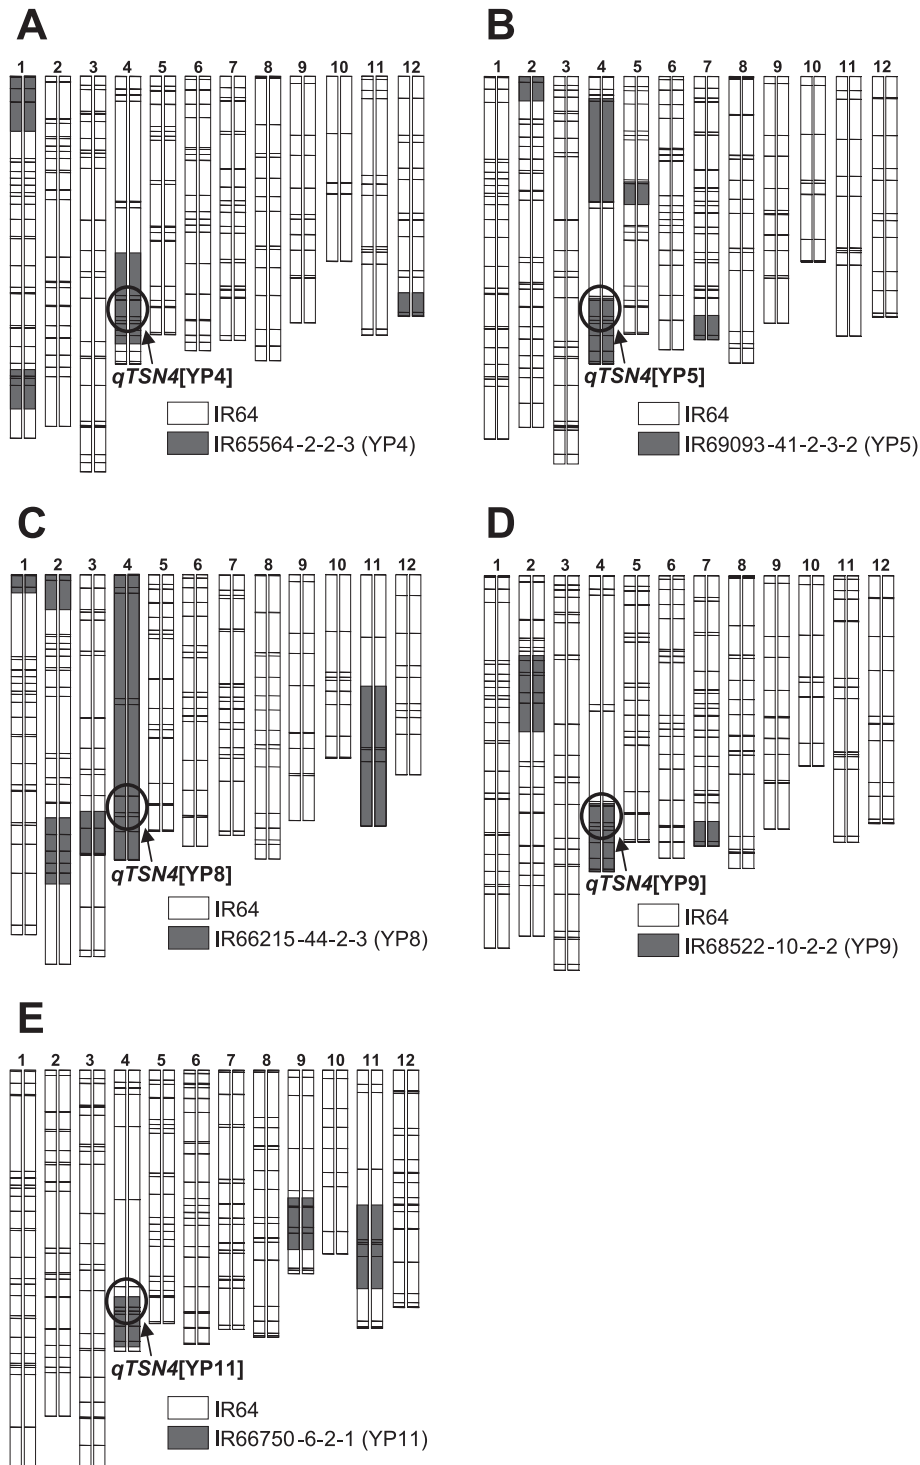 A
1 2 3 4 5 6 7 8 9 10 11 12
qTSN4[YP4]
IR64
IR65564-2-2-3 (YP4)
B
1 2 3 4 5 6 7 8 9 10 11 12
qTSN4[YP5]
IR64
IR69093-41-2-3-2 (YP5)
C
1 2 3 4 5 6 7 8 9 10 11 12
qTSN4[YP8]
IR64
IR66215-44-2-3 (YP8)
D
1 2 3 4 5 6 7 8 9 10 11 12
qTSN4[YP9]
IR64
IR68522-10-2-2 (YP9)
E
1 2 3 4 5 6 7 8 9 10 11 12
qTSN4[YP11]
IR64
IR66750-6-2-1 (YP11)